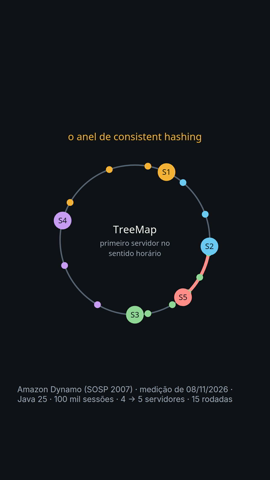 o anel de consistent hashing
S1
S4
TreeMap
primeiro servidor no
sentido horário
S2
S5
S3
Amazon Dynamo (SOSP 2007) · medição de 08/11/2026 ·
Java 25 · 100 mil sessões · 4 → 5 servidores · 15 rodadas